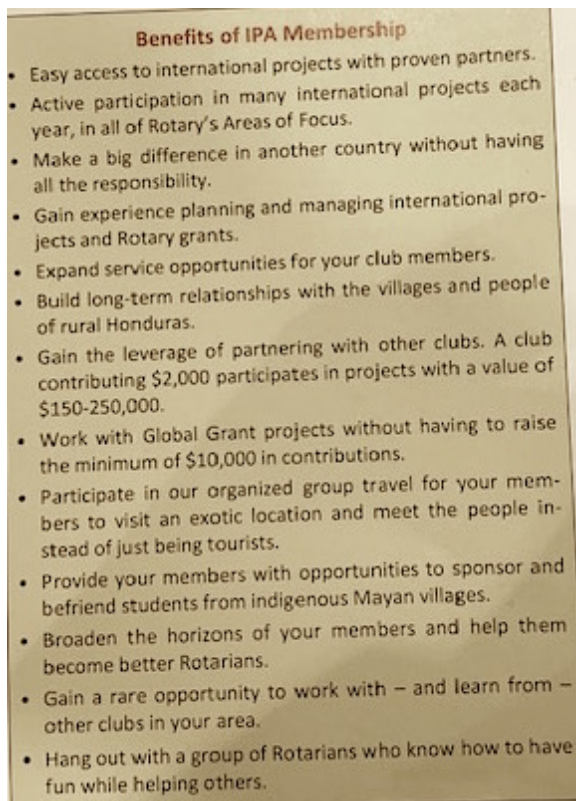 Benefits of IPA Membership
• Easy access to international projects with proven partners.
• Active participation in many international projects each
year, in all of Rotary's Areas of Focus.
• Make a big difference in another country without having
all the responsibility.
• Gain experience planning and managing international pro-
jects and Rotary grants.
• Expand service opportunities for your club members.
• Build long-term relationships with the villages and people
of rural Honduras.
• Gain the leverage of partnering with other clubs. A club
contributing $2,000 participates in projects with a value of
$150-250,000.
• Work with Global Grant projects without having to raise
the minimum of $10,000 in contributions.
• Participate in our organized group travel for your mem-
bers to visit an exotic location and meet the people in-
stead of just being tourists.
• Provide your members with opportunities to sponsor and
befriend students from indigenous Mayan villages.
• Broaden the horizons of your members and help them
become better Rotarians.
• Gain a rare opportunity to work with – and learn from –
other clubs in your area.
• Hang out with a group of Rotarians who know how to have
fun while helping others.